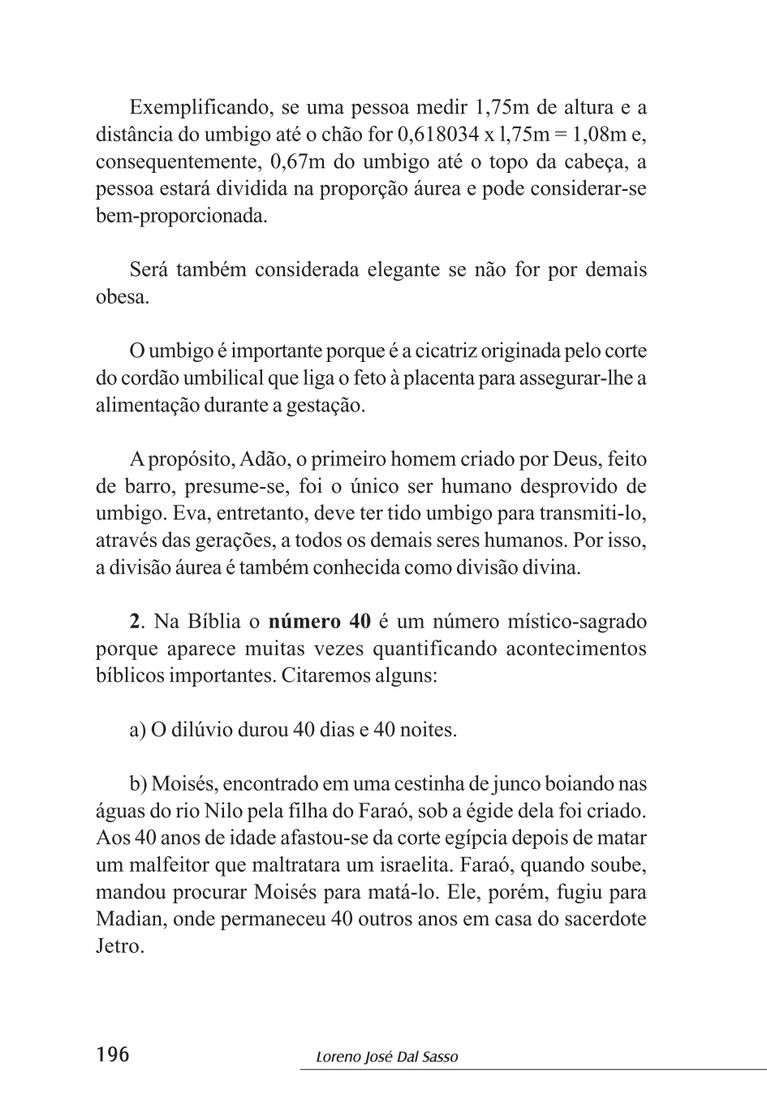 Exemplificando, se uma pessoa medir 1,75m de altura e a
distância do umbigo até o chão for 0,618034 x l,75m = 1,08m e,
consequentemente, 0,67m do umbigo até o topo da cabeça, a
pessoa estará dividida na proporção áurea e pode considerar-se
bem-proporcionada.
Será também considerada elegante se não for por demais
obesa.
O umbigo é importante porque é a cicatriz originada pelo corte
do cordão umbilical que liga o feto à placenta para assegurar-lhe a
alimentação durante a gestação.
A propósito, Adão, o primeiro homem criado por Deus, feito
de barro, presume-se, foi o único ser humano desprovido de
umbigo. Eva, entretanto, deve ter tido umbigo para transmiti-lo,
através das gerações, a todos os demais seres humanos. Por isso,
a divisão áurea é também conhecida como divisão divina.
2. Na Bíblia o número 40 é um número místico-sagrado
porque aparece muitas vezes quantificando acontecimentos
bíblicos importantes. Citaremos alguns:
a) O dilúvio durou 40 dias e 40 noites.
b) Moisés, encontrado em uma cestinha de junco boiando nas
águas do rio Nilo pela filha do Faraó, sob a égide dela foi criado.
Aos 40 anos de idade afastou-se da corte egípcia depois de matar
um malfeitor que maltratara um israelita. Faraó, quando soube,
mandou procurar Moisés para matá-lo. Ele, porém, fugiu para
Madian, onde permaneceu 40 outros anos em casa do sacerdote
Jetro.
196
Loreno José Dal Sasso